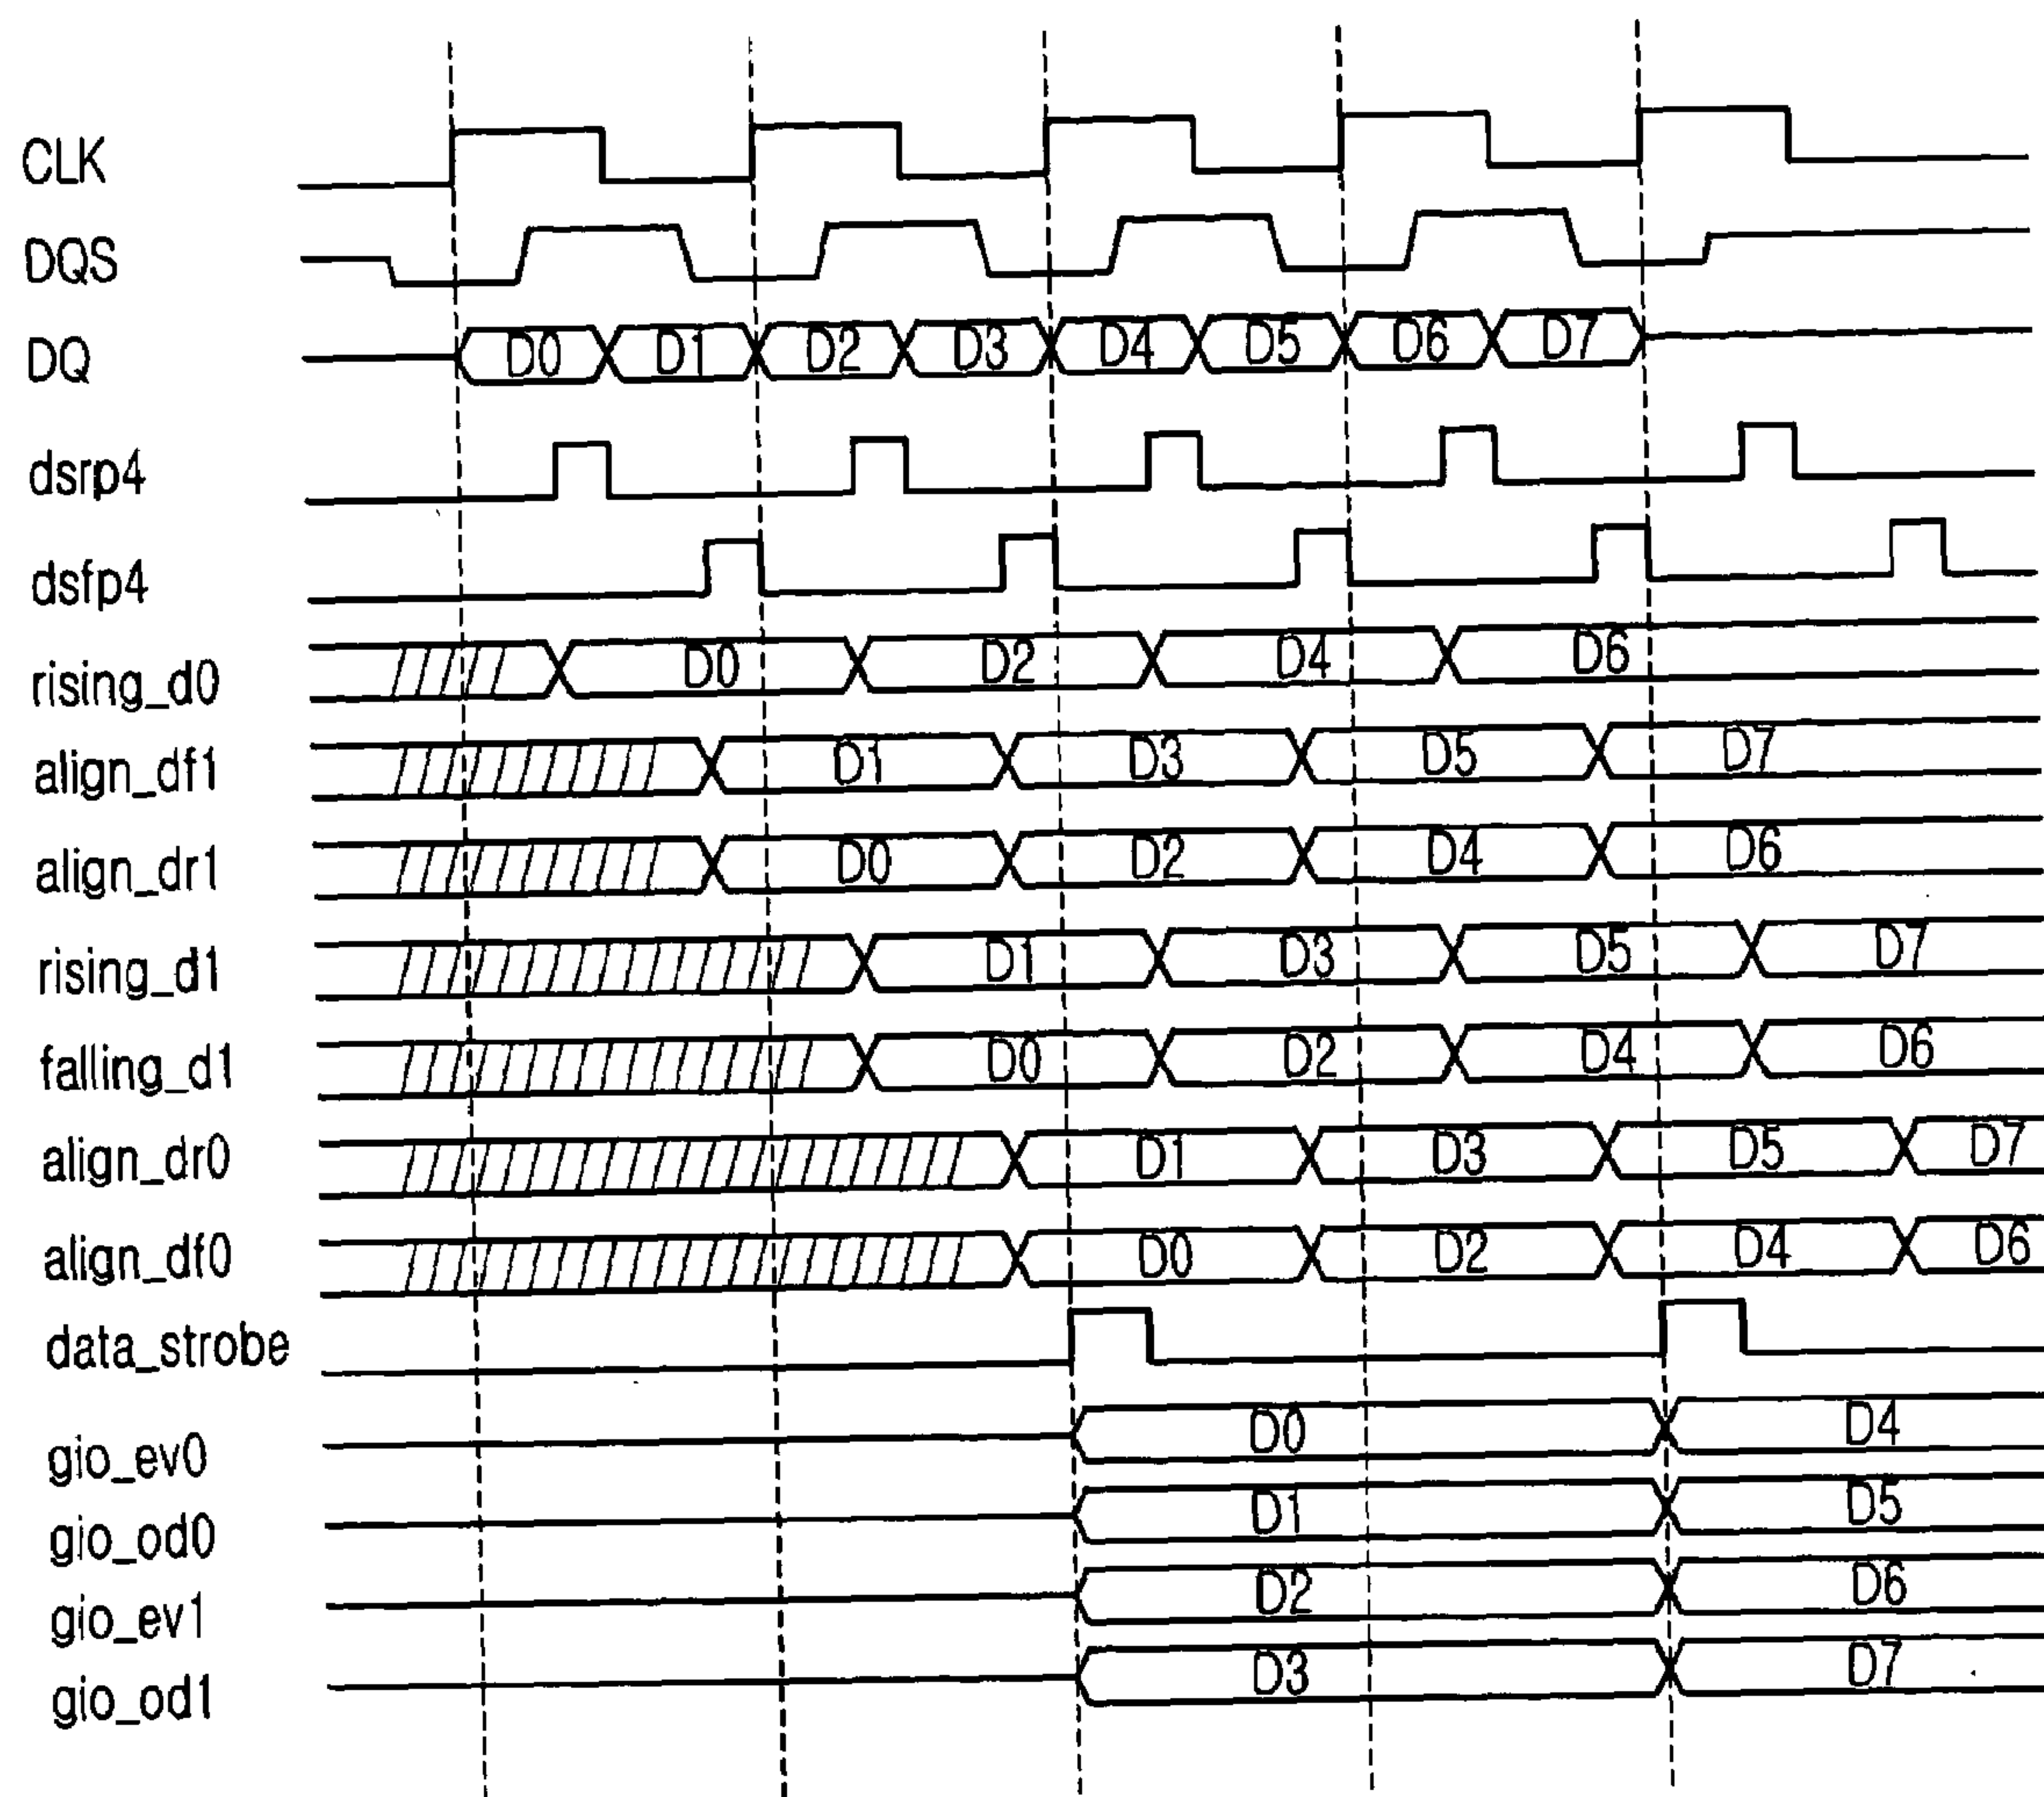 CLK
DQS
DQ D0 D1 D2 D3 D4 D5 D6 D7
dsrp4
dsfp4
rising_d0 D0 D2 D4 D6
align_df1 D1 D3 D5 D7
align_dr1 D0 D2 D4 D6
rising_d1 D1 D3 D5 D7
falling_d1 D0 D2 D4 D6
align_dr0 D1 D3 D5 D7
align_df0 D0 D2 D4 D6
data_strobe
gio_ev0 D0 D4
gio_od0 D1 D5
gio_ev1 D2 D6
gio_od1 D3 D7